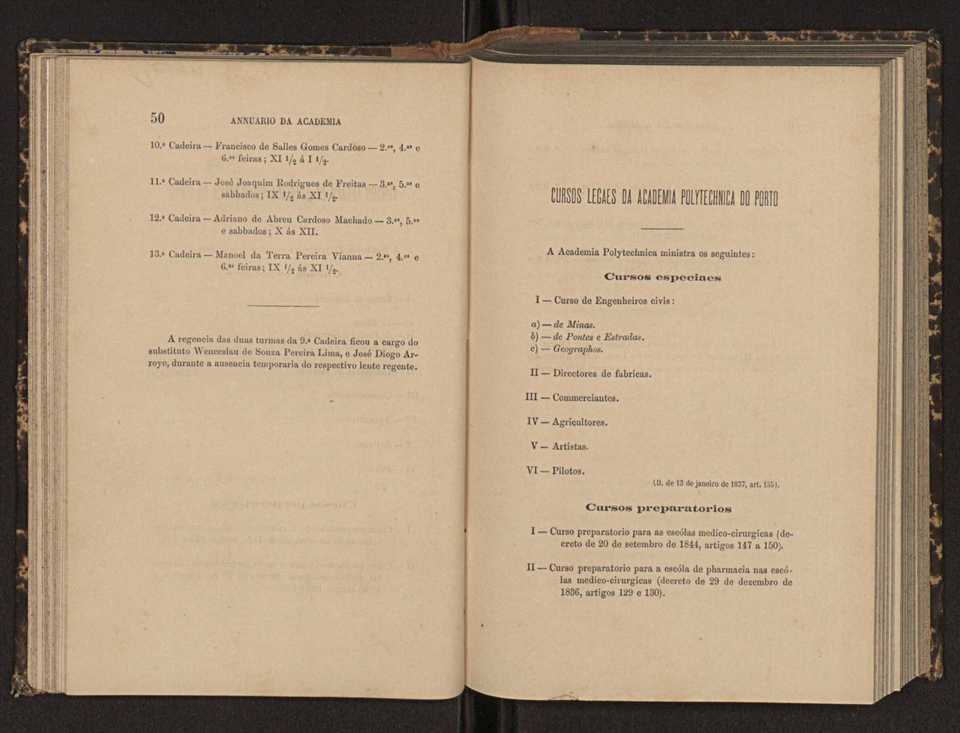 50 ANNUARIO DA ACADEMIA
10.ª Cadeira — Francisco de Salles Gomes Cardoso — 2.ªˢ, 4.ªˢ e
6.ªˢ feiras; XI 1/2 á I 1/2.
11.ª Cadeira — José Joaquim Rodrigues de Freitas — 3.ªˢ, 5.ªˢ e
sabbados; IX 1/2 ás XI 1/2.
12.ª Cadeira — Adriano de Abreu Cardoso Machado — 3.ªˢ, 5.ªˢ
e sabbados; X ás XII.
13.ª Cadeira — Manoel da Terra Pereira Vianna — 2.ªˢ, 4.ªˢ e
6.ªˢ feiras; IX 1/2 ás XI 1/2.
A regencia das duas turmas da 9.ª Cadeira ficou a cargo do
substituto Wenceslau de Souza Pereira Lima, e José Diogo Ar-
royo, durante a ausencia temporaria do respectivo lente regente.
CURSOS LEGAES DA ACADEMIA POLYTECHNICA DO PORTO
A Academia Polytechnica ministra os seguintes:
Cursos especiaes
I — Curso de Engenheiros civis:
a) — de Minas.
b) — de Pontes e Estradas.
c) — Geographos.
II — Directores de fabricas.
III — Commerciantes.
IV — Agricultores.
V — Artistas.
VI — Pilotos.
(D. de 13 de janeiro de 1837, art. 155).
Cursos preparatorios
I — Curso preparatorio para as escólas medico-cirurgicas (de-
creto de 20 de setembro de 1844, artigos 147 a 150).
II — Curso preparatorio para a escóla de pharmacia nas escó-
las medico-cirurgicas (decreto de 29 de dezembro de
1836, artigos 129 e 130).